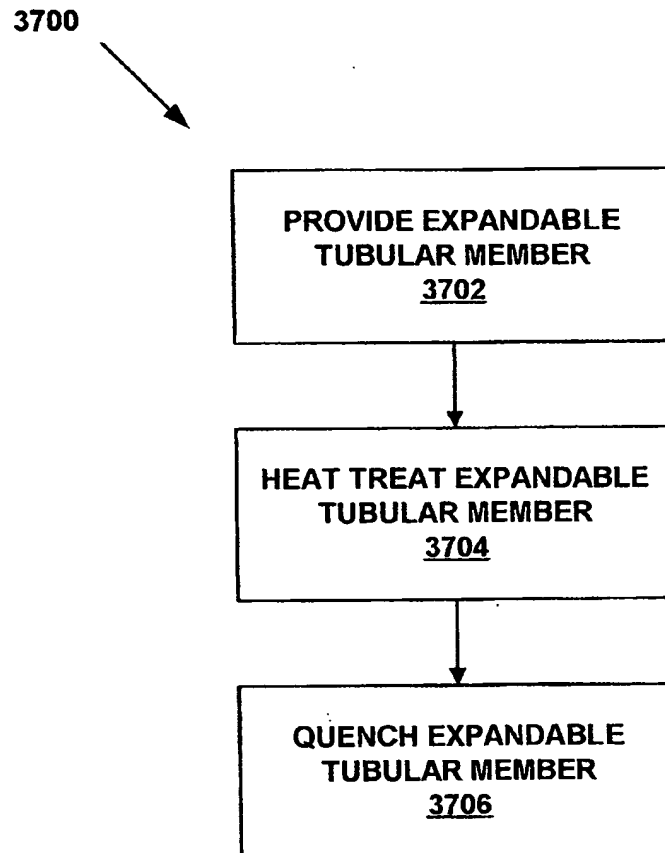 3700
PROVIDE EXPANDABLE
TUBULAR MEMBER
3702
HEAT TREAT EXPANDABLE
TUBULAR MEMBER
3704
QUENCH EXPANDABLE
TUBULAR MEMBER
3706